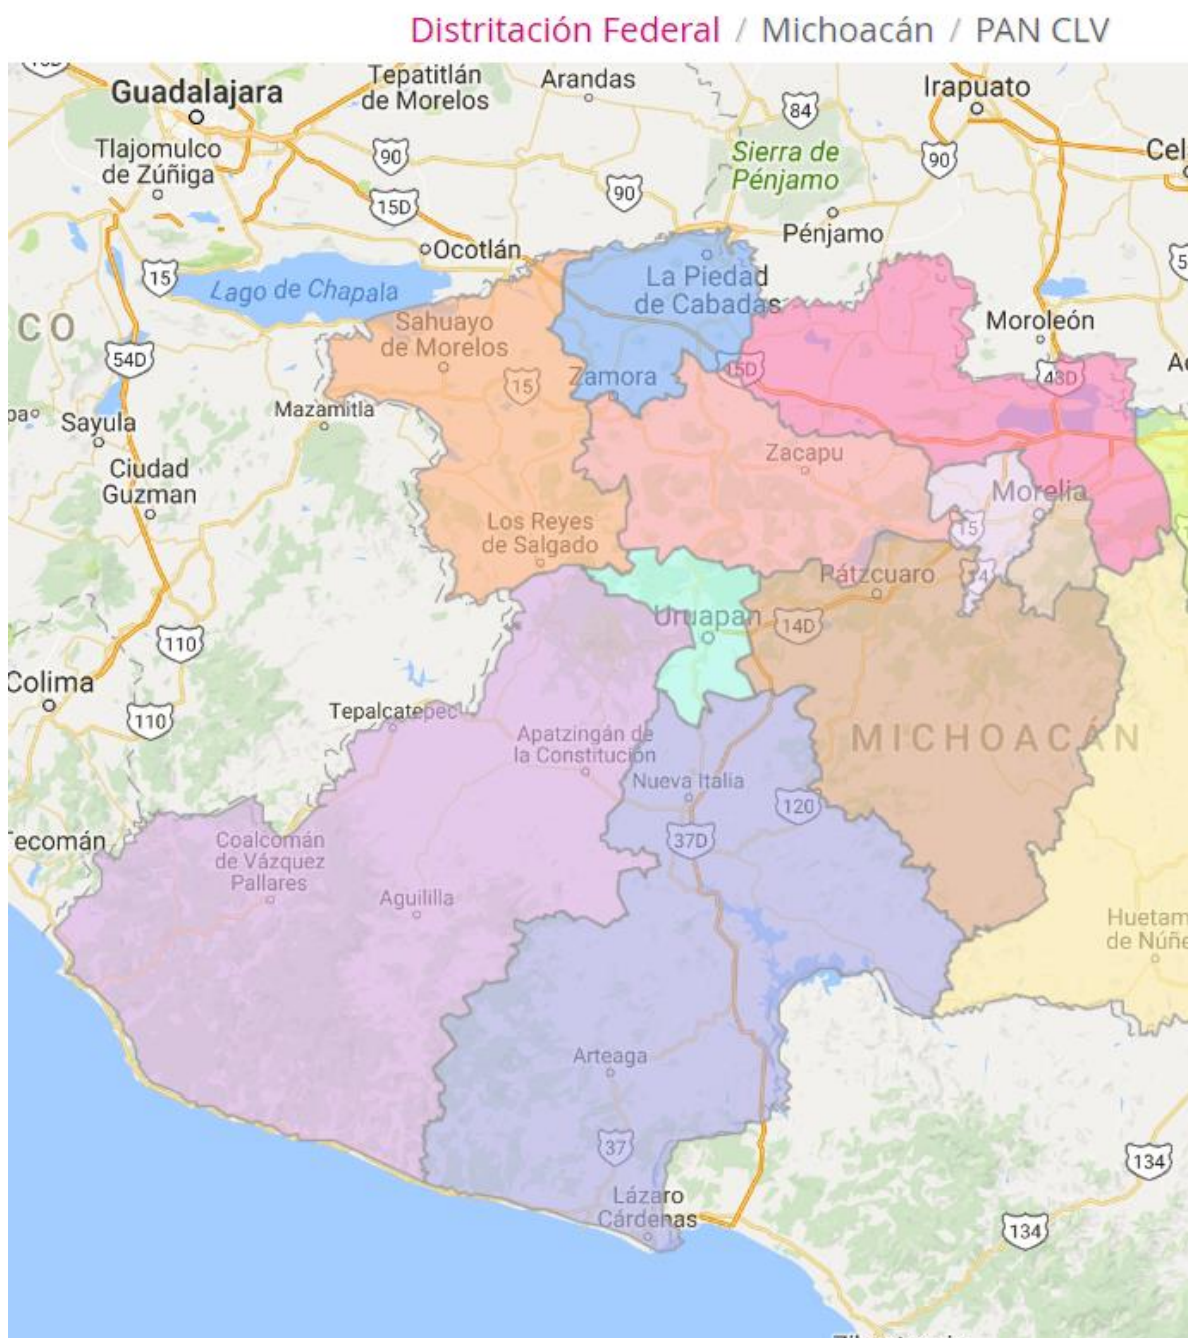 Distritación Federal / Michoacán / PAN CLV
Tepatitlán
de Morelos
Arandas
Irapuato
Guadalajara
84
Tlajomulco
de Zúñiga
90
Sierra de
Pénjamo
90
Cel
15D
90
Pénjamo
Ocotlán
15
La Piedad
de Cabadas
Lago de Chapala
CO
Sahuayo
de Morelos
Moroleón
54D
15
Zamora
15D
43D
Mazamitla
Sayula
Ciudad
Guzman
Zacapu
Morelia
Los Reyes
de Salgado
15
Pátzcuaro
14
Uruapan
14D
110
Colima
110
Tepalcatepec
Apatzingán de
la Constitución
MICHOACÁN
Nueva Italia
120
Tecomán
Coalcomán
de Vázquez
Pallares
37D
Aguililla
Huetam
de Núñe
Arteaga
37
134
Lázaro
Cárdenas
134